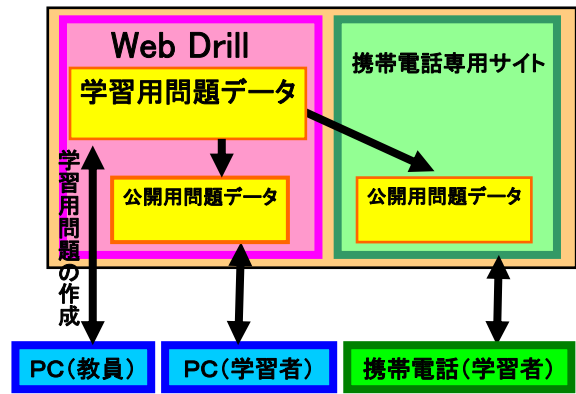 Web Drill
携帯電話専用サイト
学習用問題データ
公開用問題データ
公開用問題データ
学習用問題の作成
PC（教員）
PC（学習者）
携帯電話（学習者）